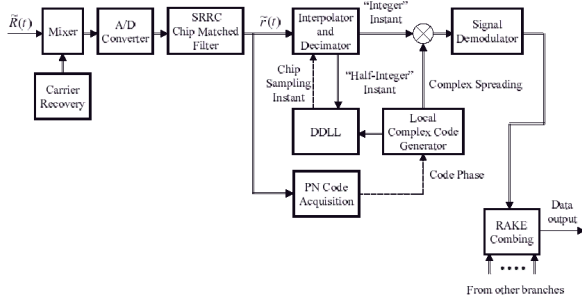 R̃(t)
Mixer
A/D
Converter
SRRC
Chip Matched
Filter
r̃(t)
Interpolator
and
Decimator
“Integer”
Instant
Signal
Demodulator
Carrier
Recovery
Chip
Sampling
Instant
“Half-Integer”
Instant
Complex Spreading
DDLL
Local
Complex Code
Generator
PN Code
Acquisition
Code Phase
RAKE
Combing
Data
output
From other branches